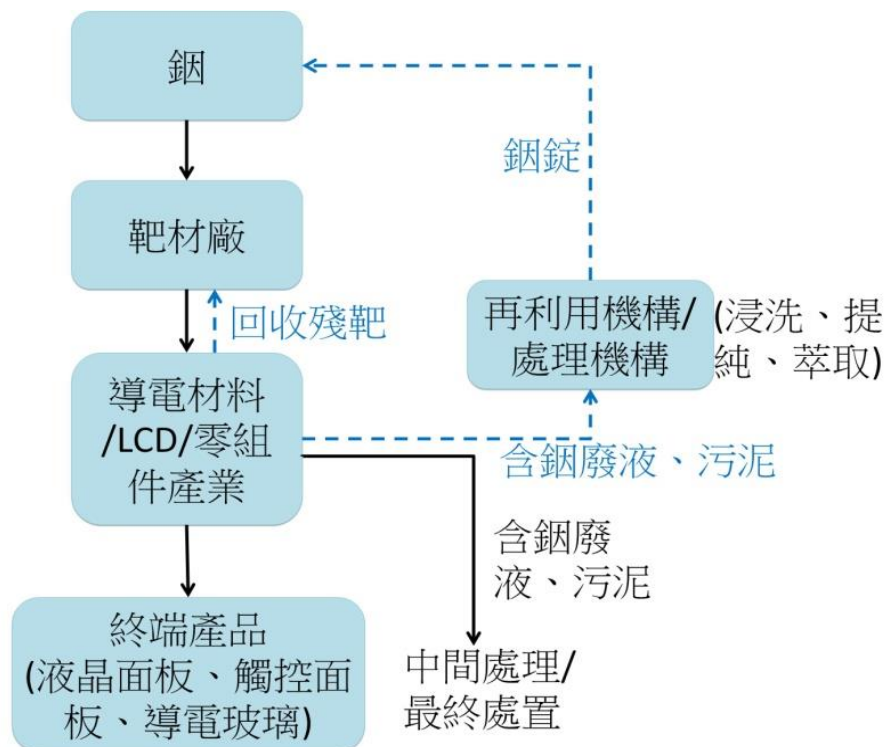 銦
銦錠
靶材廠
回收殘靶
再利用機構/
處理機構
(浸洗、提
純、萃取)
導電材料
/LCD/零組
件產業
含銦廢液、污泥
含銦廢
液、污泥
終端產品
(液晶面板、觸控面
板、導電玻璃)
中間處理/
最終處置